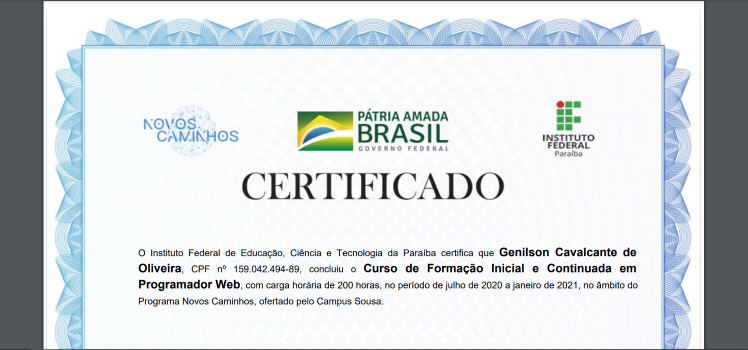 NOVOS
CAMINHOS
PÁTRIA AMADA
BRASIL
GOVERNO FEDERAL
INSTITUTO
FEDERAL
Paraíba
CERTIFICADO
O Instituto Federal de Educação, Ciência e Tecnologia da Paraíba certifica que Genilson Cavalcante de
Oliveira, CPF nº 159.042.494-89, concluiu o Curso de Formação Inicial e Continuada em
Programador Web, com carga horária de 200 horas, no período de julho de 2020 a janeiro de 2021, no âmbito do
Programa Novos Caminhos, ofertado pelo Campus Sousa.